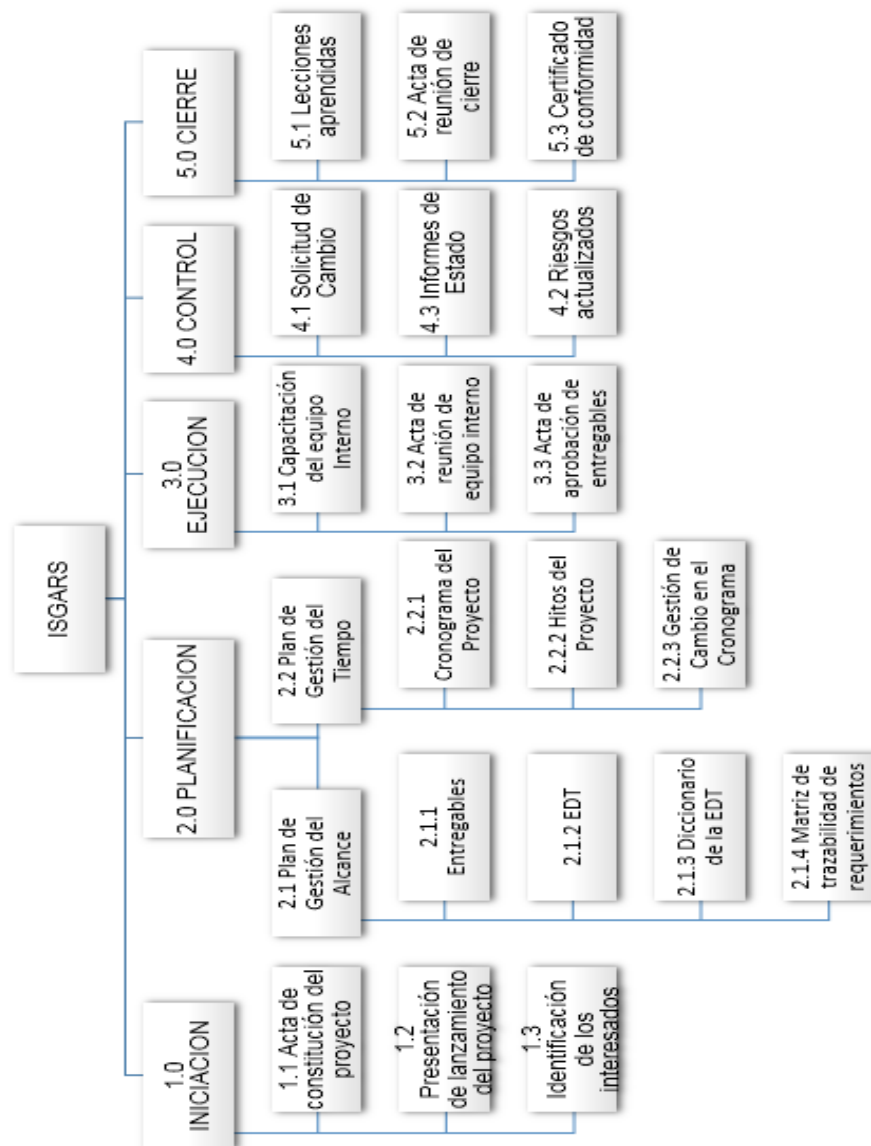 ISGARS
1.0
INICIACION
1.1 Acta de
constitución del
proyecto
1.2
Presentación
de lanzamiento
del proyecto
1.3
Identificación
de los
interesados
2.0 PLANIFICACION
2.1 Plan de
Gestión del
Alcance
2.1.1
Entregables
2.1.2 EDT
2.1.3 Diccionario
de la EDT
2.1.4 Matriz de
trazabilidad de
requerimientos
2.2 Plan de
Gestión del
Tiempo
2.2.1
Cronograma del
Proyecto
2.2.2 Hitos del
Proyecto
2.2.3 Gestión de
Cambio en el
Cronograma
3.0
EJECUCION
3.1 Capacitación
del equipo
Interno
3.2 Acta de
reunión de
equipo interno
3.3 Acta de
aprobación de
entregables
4.0 CONTROL
4.1 Solicitud de
Cambio
4.3 Informes de
Estado
4.2 Riesgos
actualizados
5.0 CIERRE
5.1 Lecciones
aprendidas
5.2 Acta de
reunión de
cierre
5.3 Certificado
de conformidad